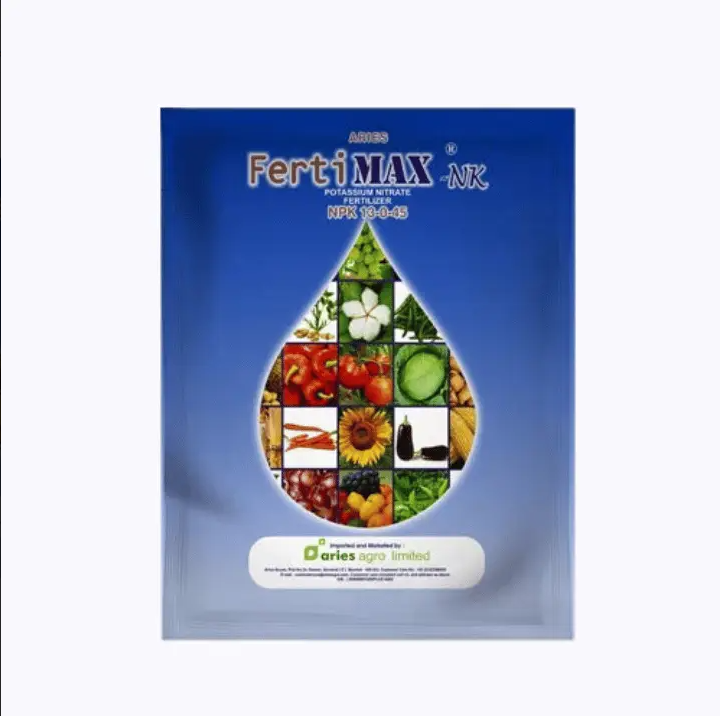 ARIES
FertiMAX -NK ®
POTASSIUM NITRATE
FERTILIZER
NPK 13-0-45
Imported and Marketed by :
aries agro limited